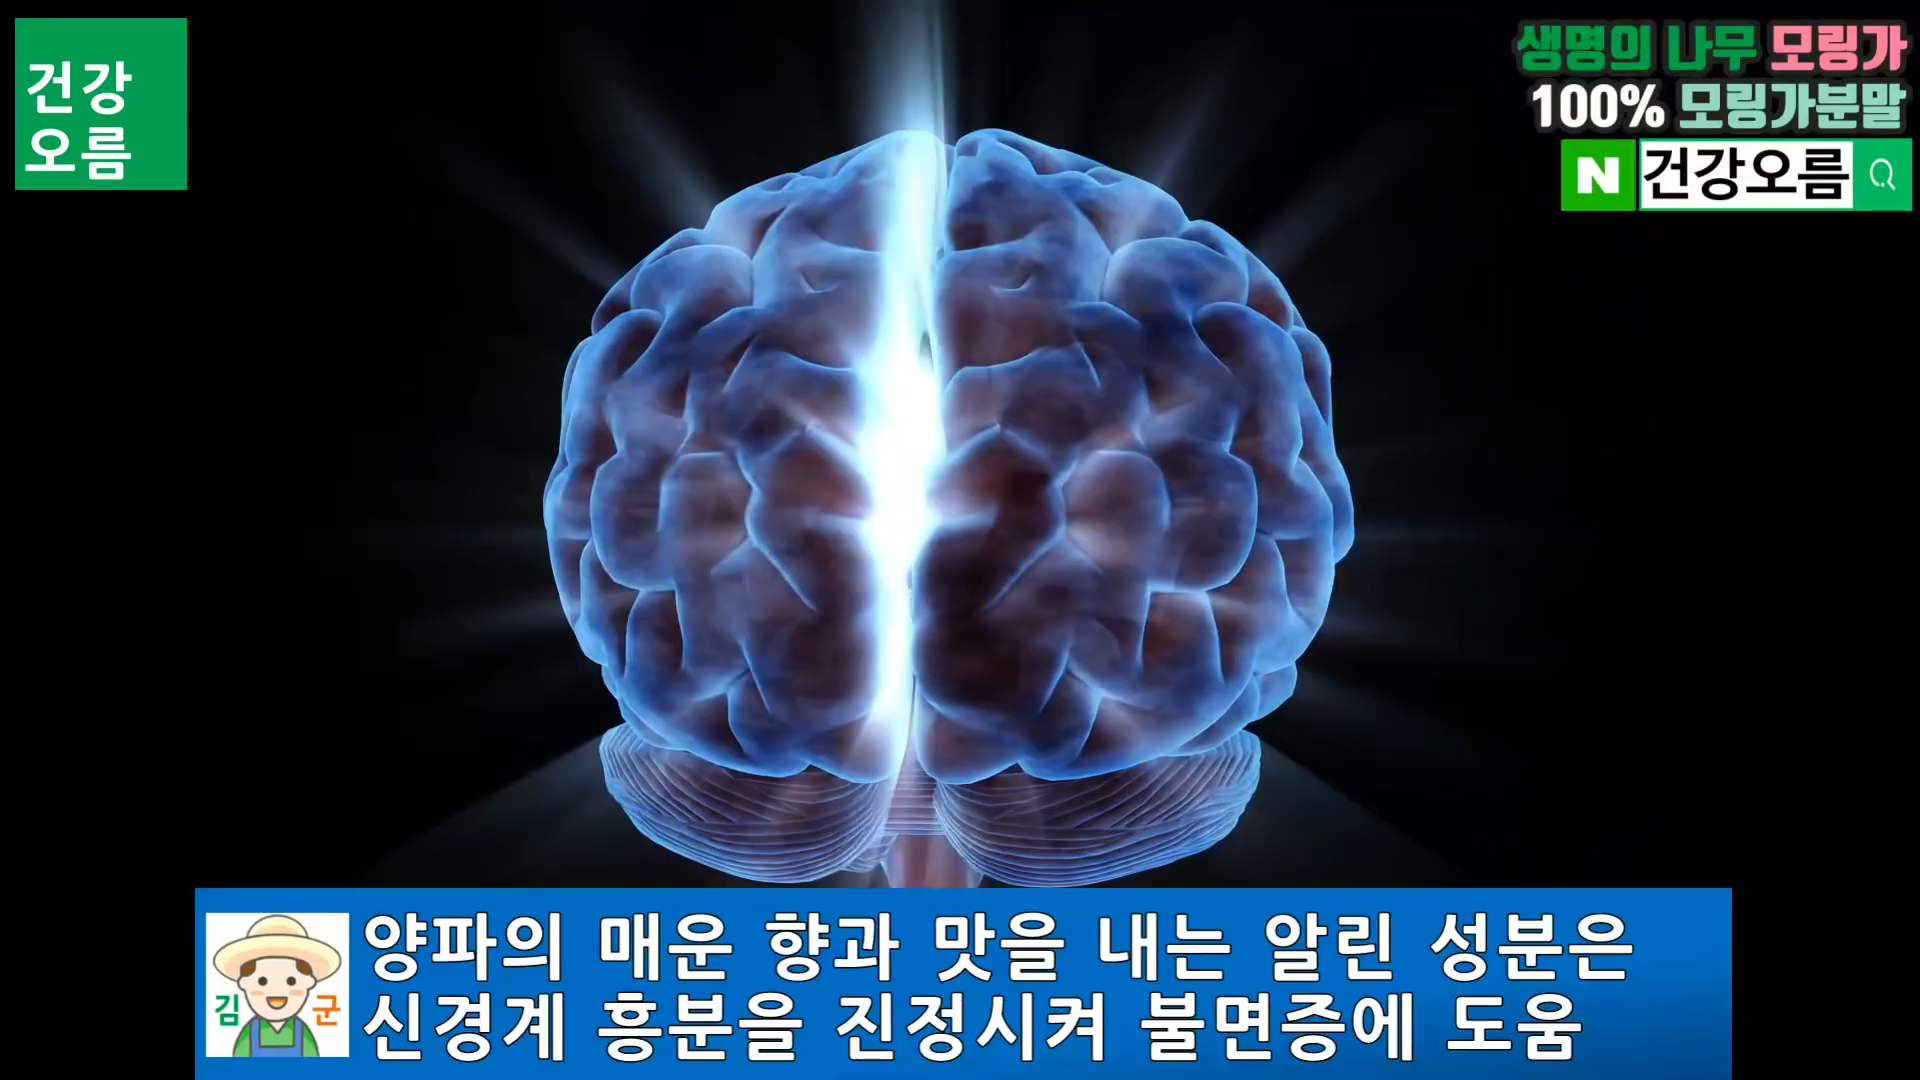 건강
오름
생명의 나무 모링가
100% 모링가분말
N 건강오름
김 군
양파의 매운 향과 맛을 내는 알린 성분은
신경계 흥분을 진정시켜 불면증에 도움